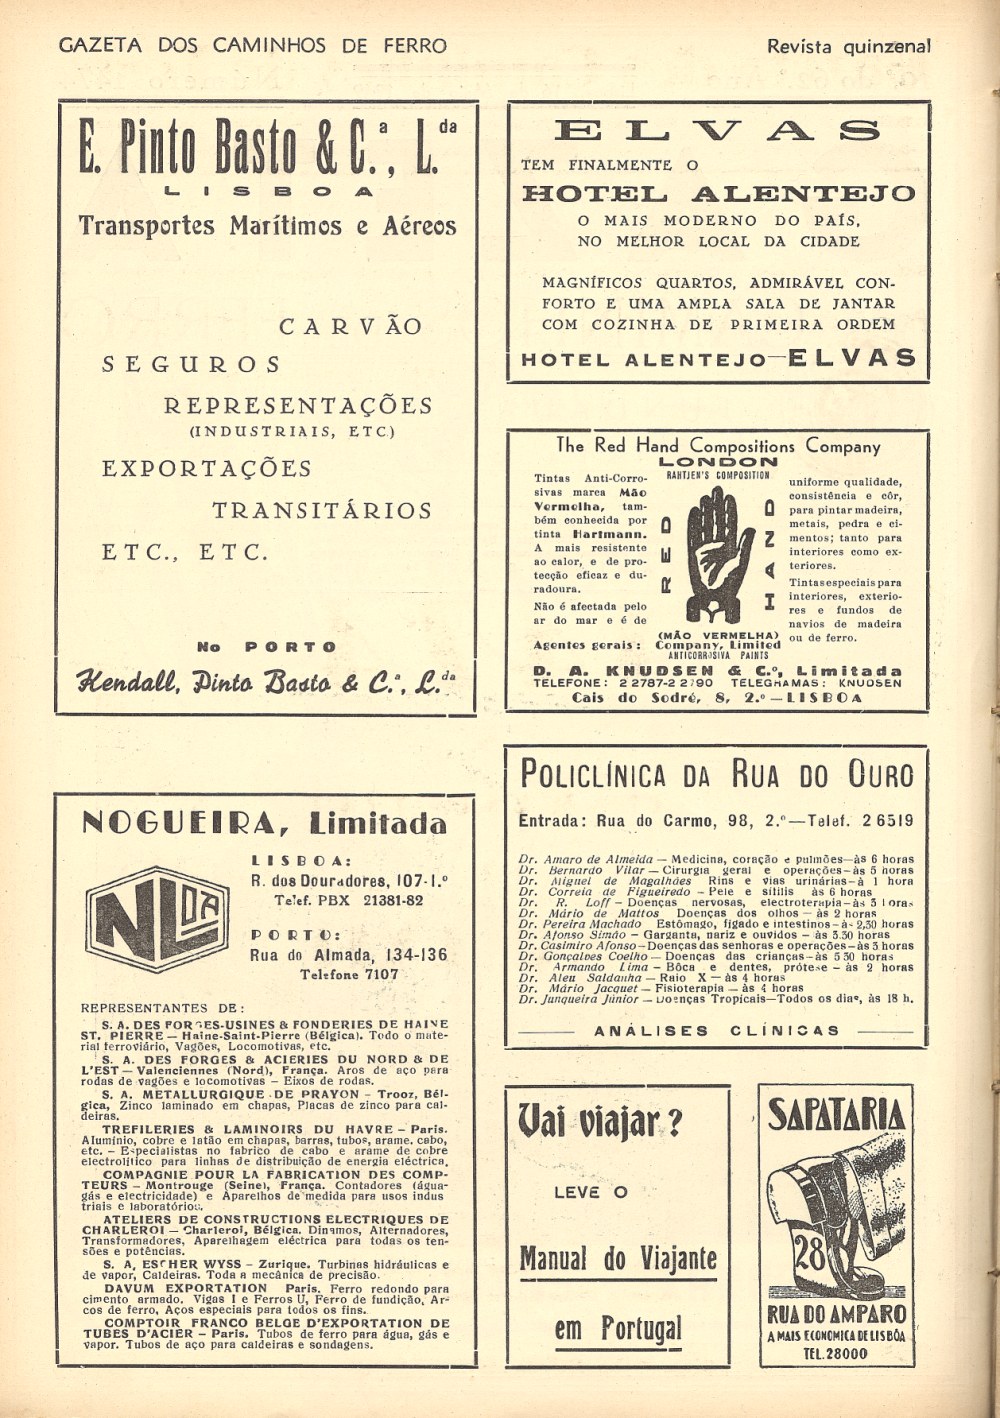 GAZETA DOS CAMINHOS DE FERRO
Revista quinzenal
E. Pinto Basto & C.ª, L.da
LISBOA
Transportes Marítimos e Aéreos
CARVÃO
SEGUROS
REPRESENTAÇÕES
(INDUSTRIAIS, ETC.)
EXPORTAÇÕES
TRANSITÁRIOS
ETC., ETC.
No PORTO
Kendall, Pinto Basto & C.ª, L.da
ELVAS
TEM FINALMENTE O
HOTEL ALENTEJO
O MAIS MODERNO DO PAÍS,
NO MELHOR LOCAL DA CIDADE
MAGNÍFICOS QUARTOS, ADMIRÁVEL CON-
FORTO E UMA AMPLA SALA DE JANTAR
COM COZINHA DE PRIMEIRA ORDEM
HOTEL ALENTEJO—ELVAS
The Red Hand Compositions Company
LONDON
Tintas Anti-Corro-
sivas marca Mão
Vermelha, tam-
bém conhecida por
tinta Hartmann.
A mais resistente
ao calor, e de pro-
tecção eficaz e du-
radoura.
Não é afectada pelo
ar do mar e é de
RAHTJEN'S COMPOSITION
RED
HAND
(MÃO VERMELHA)
uniforme qualidade,
consistência e côr,
para pintar madeira,
metais, pedra e ci-
mentos; tanto para
interiores como ex-
teriores.
Tintas especiais para
interiores, exterio-
res e fundos de
navios de madeira
ou de ferro.
Agentes gerais: Company, Limited
ANTICORROSIVA PAINTS
D. A. KNUDSEN & C.º, Limitada
TELEFONE: 2 2787-2 2790 TELEGRAMAS: KNUDSEN
Cais do Sodré, 8, 2.º — LISBOA
NOGUEIRA, Limitada
NLDA
LISBOA:
R. dos Douradores, 107-1.º
Telef. PBX 21381-82
PORTO:
Rua do Almada, 134-136
Telefone 7107
REPRESENTANTES DE:
S. A. DES FORGES-USINES & FONDERIES DE HAINE
ST. PIERRE — Haine-Saint-Pierre (Bélgica). Todo o mate-
rial ferroviário, Vagões, Locomotivas, etc.
S. A. DES FORGES & ACIERIES DU NORD & DE
L'EST — Valenciennes (Nord), França. Aros de aço para
rodas de vagões e locomotivas – Eixos de rodas.
S. A. METALLURGIQUE DE PRAYON – Trooz, Bél-
gica, Zinco laminado em chapas, Placas de zinco para cal-
deiras.
TREFILERIES & LAMINOIRS DU HAVRE – Paris.
Alumínio, cobre e latão em chapas, barras, tubos, arame, cabo,
etc. – Especialistas no fabrico de cabo e arame de cobre
electrolítico para linhas de distribuição de energia eléctrica.
COMPAGNIE POUR LA FABRICATION DES COMP-
TEURS – Montrouge (Seine), França. Contadores (água-
gás e electricidade) e Aparelhos de medida para usos indus
triais e laboratórios.
ATELIERS DE CONSTRUCTIONS ELECTRIQUES DE
CHARLEROI — Charleroi, Bélgica. Dínamos, Alternadores,
Transformadores, Aparelhagem eléctrica para todas os ten-
sões e potências.
S. A. ESCHER WYSS – Zurique. Turbinas hidráulicas e
de vapor, Caldeiras. Toda a mecânica de precisão.
DAVUM EXPORTATION Paris. Ferro redondo para
cimento armado. Vigas I e Ferros U, Ferro de fundição, Ar-
cos de ferro, Aços especiais para todos os fins.
COMPTOIR FRANCO BELGE D'EXPORTATION DE
TUBES D'ACIER – Paris. Tubos de ferro para água, gás e
vapor. Tubos de aço para caldeiras e sondagens.
POLICLÍNICA DA RUA DO OURO
Entrada: Rua do Carmo, 98, 2.º—Telef. 2 6519
Dr. Amaro de Almeida — Medicina, coração e pulmões—às 6 horas
Dr. Bernardo Vilar — Cirurgia geral e operações—às 5 horas
Dr. Miguel de Magalhães Rins e vias urinárias–à 1 hora
Dr. Correia de Figueiredo – Pele e sífilis às 6 horas
Dr. R. Loff – Doenças nervosas, electroterapia–às 3 horas
Dr. Mário de Mattos Doenças dos olhos — às 2 horas
Dr. Pereira Machado Estômago, fígado e intestinos–às 2,30 horas
Dr. Afonso Simão – Garganta, nariz e ouvidos – às 3.30 horas
Dr. Casimiro Afonso–Doenças das senhoras e operações–às 3 horas
Dr. Gonçalves Coelho – Doenças das crianças–às 5 30 horas
Dr. Armando Lima – Bôca e dentes, prótese – às 2 horas
Dr. Aleu Saldanha – Raio X — às 4 horas
Dr. Mário Jacquet – Fisioterapia – às 4 horas
Dr. Junqueira Júnior — Doenças Tropicais—Todos os dias, às 18 h.
ANÁLISES CLÍNICAS
Vai viajar?
LEVE O
Manual do Viajante
em Portugal
SAPATARIA
28
RUA DO AMPARO
A MAIS ECONOMICA DE LISBÔA
TEL. 28000